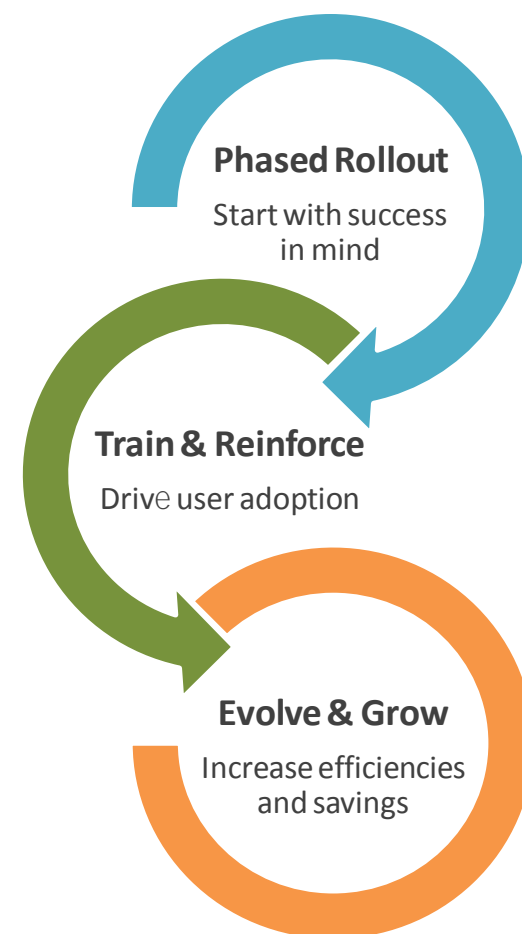 Phased Rollout
Start with success
in mind
Train & Reinforce
Drive user adoption
Evolve & Grow
Increase efficiencies
and savings